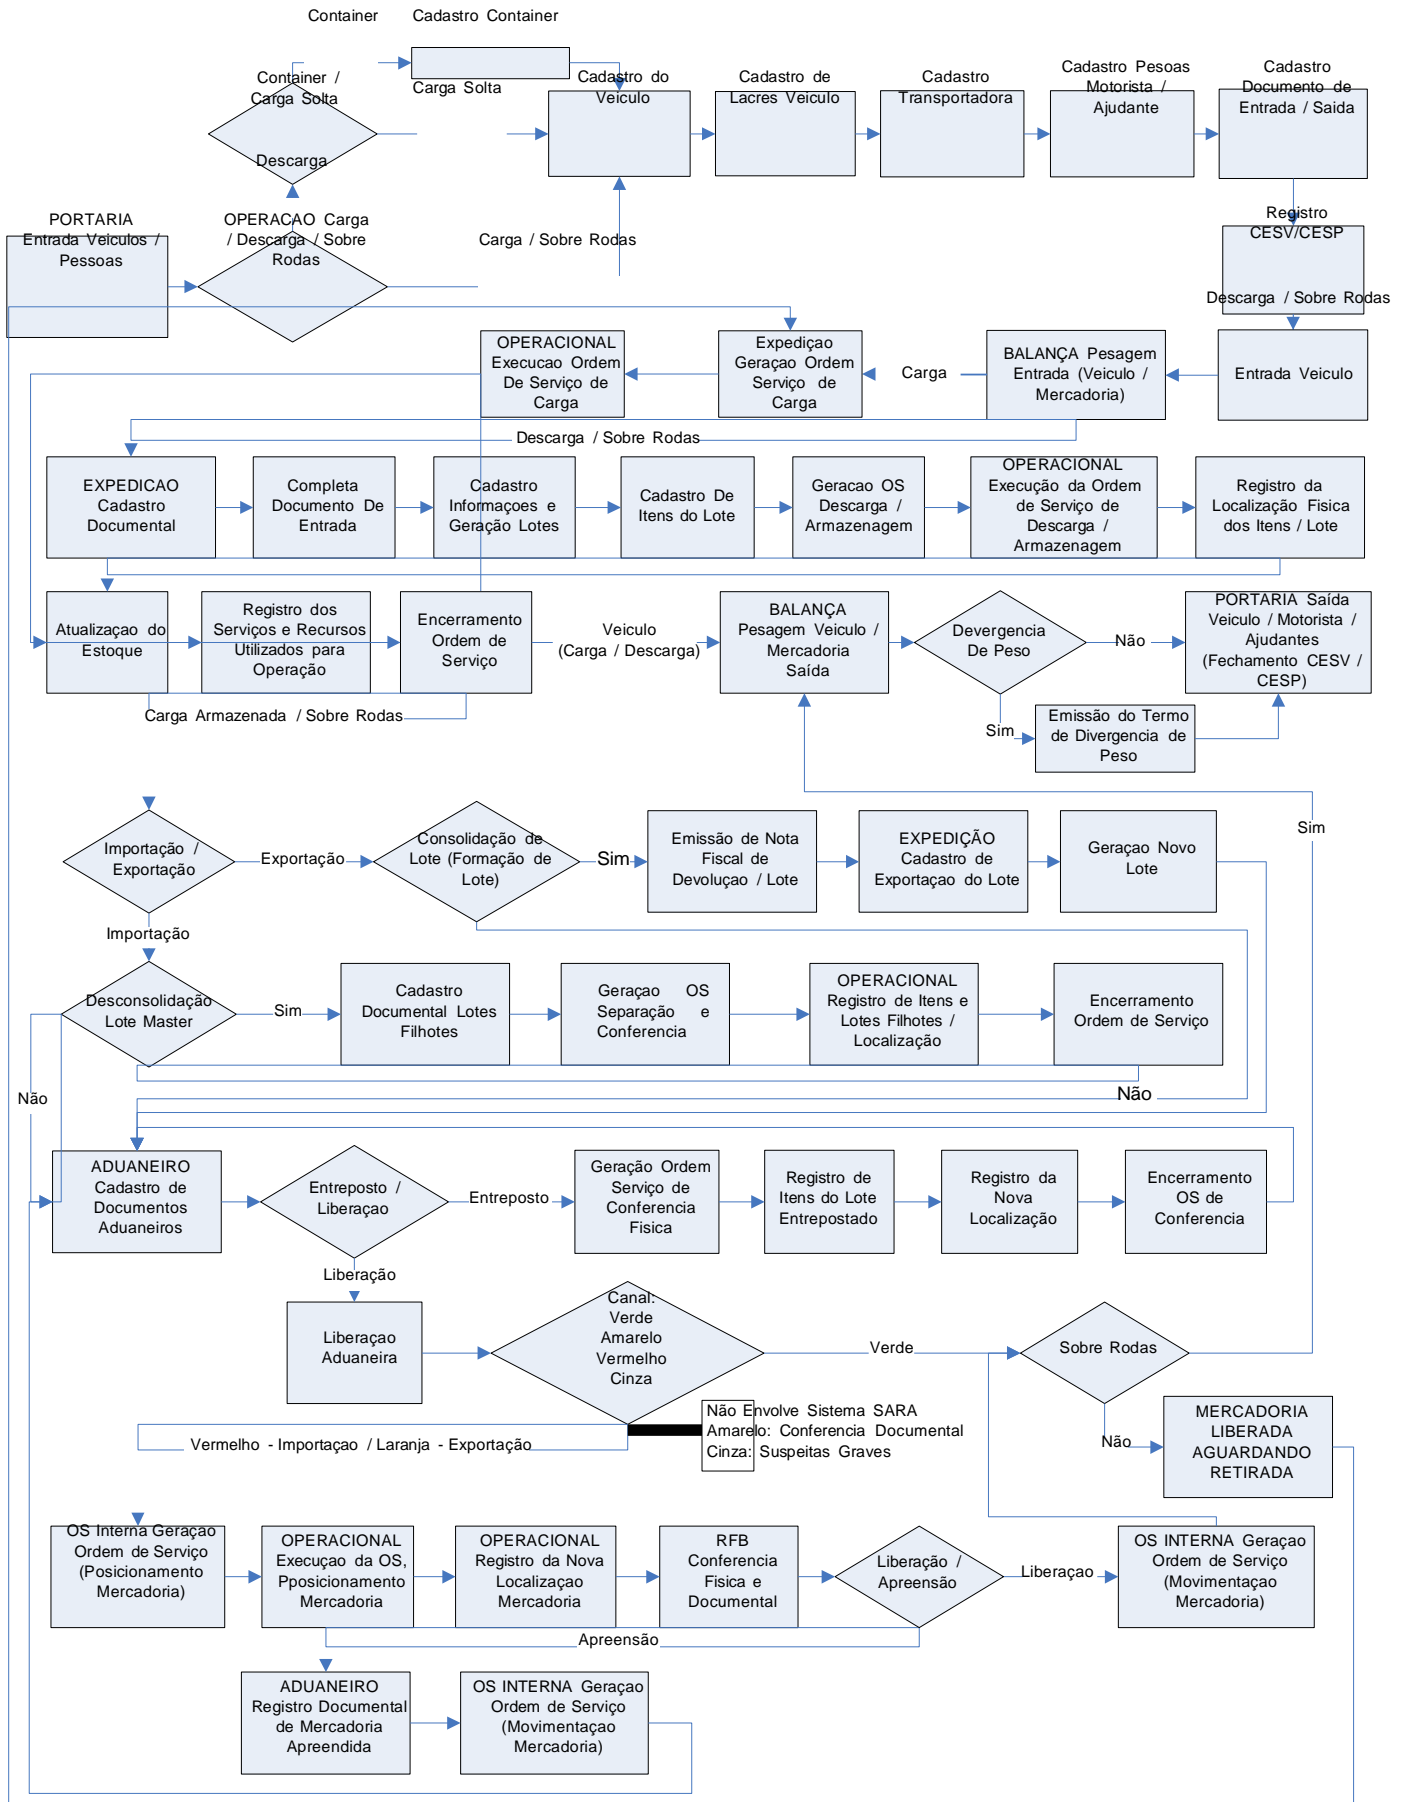 Container
Cadastro Container
Container /
Carga Solta
Descarga
Carga Solta
Cadastro do
Veiculo
Cadastro de
Lacres Veiculo
Cadastro
Transportadora
Cadastro Pesoas
Motorista /
Ajudante
Cadastro
Documento de
Entrada / Saida
PORTARIA
Entrada Veiculos /
Pessoas
OPERACAO Carga
/ Descarga / Sobre
Rodas
Carga / Sobre Rodas
Registro
CESV/CESP
Descarga / Sobre Rodas
OPERACIONAL
Execucao Ordem
De Serviço de
Carga
Expediçao
Geraçao Ordem
Serviço de
Carga
Carga
BALANÇA Pesagem
Entrada (Veiculo /
Mercadoria)
Entrada Veiculo
Descarga / Sobre Rodas
EXPEDICAO
Cadastro
Documental
Completa
Documento De
Entrada
Cadastro
Informaçoes e
Geração Lotes
Cadastro De
Itens do Lote
Geracao OS
Descarga /
Armazenagem
OPERACIONAL
Execução da Ordem
de Serviço de
Descarga /
Armazenagem
Registro da
Localização Fisica
dos Itens / Lote
Atualizaçao do
Estoque
Registro dos
Serviços e Recursos
Utilizados para
Operação
Encerramento
Ordem de
Serviço
Veiculo
(Carga / Descarga)
BALANÇA
Pesagem Veiculo /
Mercadoria
Saída
Devergencia
De Peso
Não
PORTARIA Saída
Veiculo / Motorista /
Ajudantes
(Fechamento CESV /
CESP)
Carga Armazenada / Sobre Rodas
Sim
Emissão do Termo
de Divergencia de
Peso
Importação /
Exportação
Exportação
Consolidação de
Lote (Formação de
Lote)
Sim
Emissão de Nota
Fiscal de
Devoluçao / Lote
EXPEDIÇÃO
Cadastro de
Exportaçao do Lote
Geraçao Novo
Lote
Sim
Importação
Desconsolidação
Lote Master
Sim
Cadastro
Documental Lotes
Filhotes
Geraçao OS
Separação e
Conferencia
OPERACIONAL
Registro de Itens e
Lotes Filhotes /
Localização
Encerramento
Ordem de Serviço
Não
Não
ADUANEIRO
Cadastro de
Documentos
Aduaneiros
Entreposto /
Liberaçao
Entreposto
Geração Ordem
Serviço de
Conferencia
Fisica
Registro de
Itens do Lote
Entrepostado
Registro da
Nova
Localização
Encerramento
OS de
Conferencia
Liberação
Liberaçao
Aduaneira
Canal:
Verde
Amarelo
Vermelho
Cinza
Verde
Sobre Rodas
Vermelho - Importaçao / Laranja - Exportação
Não Envolve Sistema SARA
Amarelo: Conferencia Documental
Cinza: Suspeitas Graves
Não
MERCADORIA
LIBERADA
AGUARDANDO
RETIRADA
OS Interna Geraçao
Ordem de Serviço
(Posicionamento
Mercadoria)
OPERACIONAL
Execuçao da OS,
Pposicionamento
Mercadoria
OPERACIONAL
Registro da Nova
Localizaçao
Mercadoria
RFB
Conferencia
Fisica e
Documental
Liberação /
Apreensão
Liberaçao
OS INTERNA Geraçao
Ordem de Serviço
(Movimentaçao
Mercadoria)
Apreensão
ADUANEIRO
Registro Documental
de Mercadoria
Apreendida
OS INTERNA Geraçao
Ordem de Serviço
(Movimentaçao
Mercadoria)